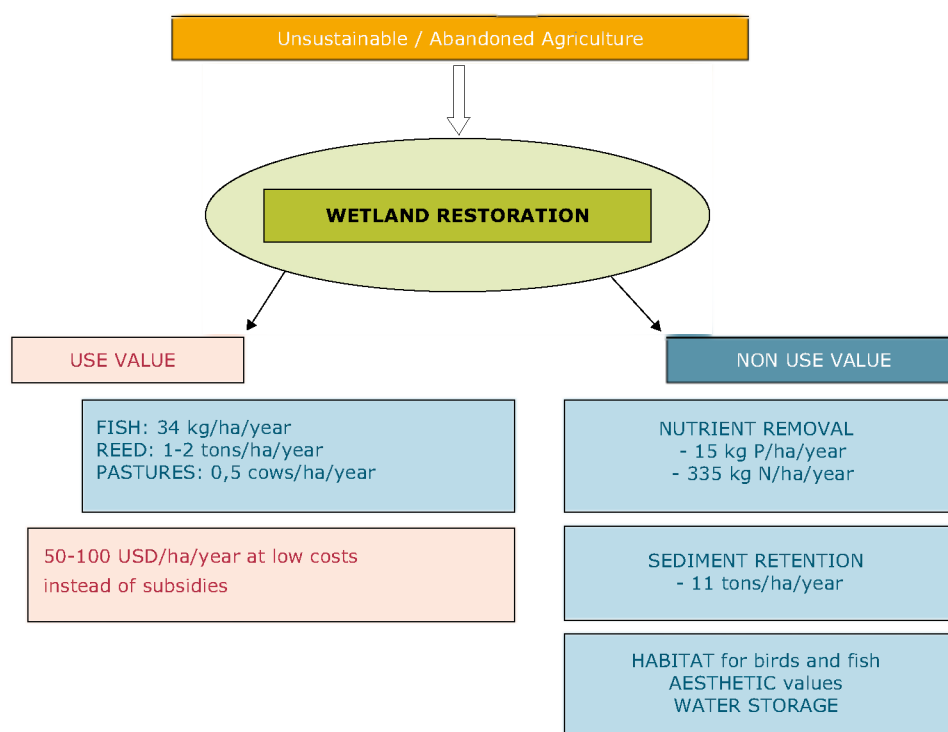 Unsustainable / Abandoned Agriculture
WETLAND RESTORATION
USE VALUE
FISH: 34 kg/ha/year
REED: 1-2 tons/ha/year
PASTURES: 0,5 cows/ha/year
50-100 USD/ha/year at low costs
instead of subsidies
NON USE VALUE
NUTRIENT REMOVAL
- 15 kg P/ha/year
- 335 kg N/ha/year
SEDIMENT RETENTION
- 11 tons/ha/year
HABITAT for birds and fish
AESTHETIC values
WATER STORAGE